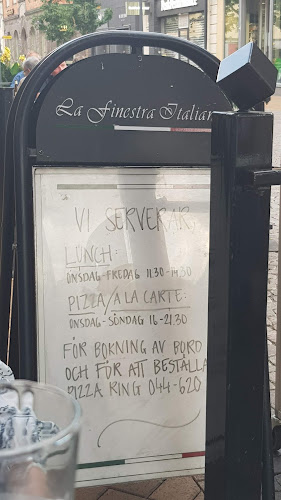 La Finestra Italian
VI SERVERAR,
LUNCH:
ONSDAG-FREDAG 11.30-14.30
PIZZA/A LA CARTE:
ONSDAG-SÖNDAG 16-21.30
FÖR BOKNING AV BORD
OCH FÖR ATT BESTÄLLA
PIZZA RING 044-620